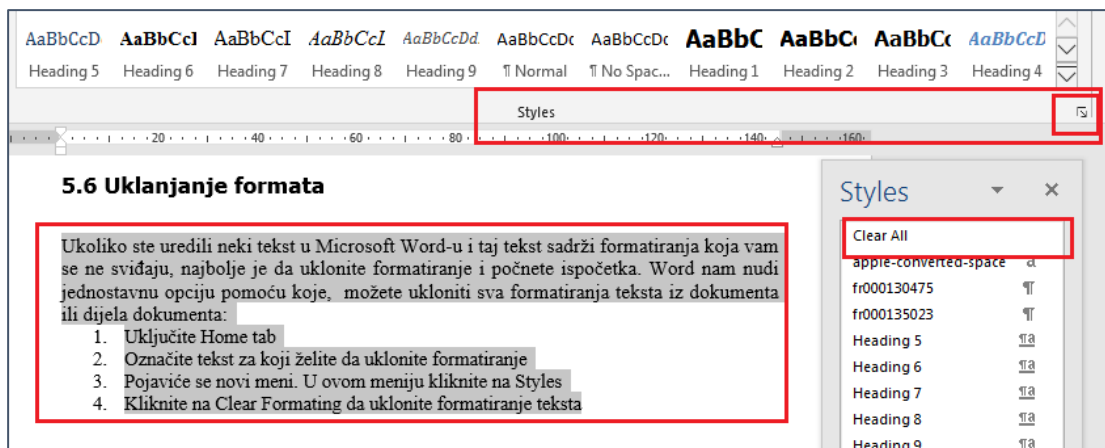 AaBbCcD AaBbCcI AaBbCcI AaBbCcI AaBbCcDd. AaBbCcDc AaBbCcDc AaBbC AaBbCc AaBbCc AaBbCcD
Heading 5 Heading 6 Heading 7 Heading 8 Heading 9 ¶ Normal ¶ No Spac... Heading 1 Heading 2 Heading 3 Heading 4
Styles
20 40 60 80 100 120 140 160
5.6 Uklanjanje formata
Ukoliko ste uredili neki tekst u Microsoft Word-u i taj tekst sadrži formatiranja koja vam
se ne sviđaju, najbolje je da uklonite formatiranje i počnete ispočetka. Word nam nudi
jednostavnu opciju pomoću koje, možete ukloniti sva formatiranja teksta iz dokumenta
ili dijela dokumenta:
1. Uključite Home tab
2. Označite tekst za koji želite da uklonite formatiranje
3. Pojaviće se novi meni. U ovom meniju kliknite na Styles
4. Kliknite na Clear Formating da uklonite formatiranje teksta
Styles
Clear All
apple-converted-space a
fr000130475 ¶
fr000135023 ¶
Heading 5 ¶a
Heading 6 ¶a
Heading 7 ¶a
Heading 8 ¶a
Heading 9 ¶a